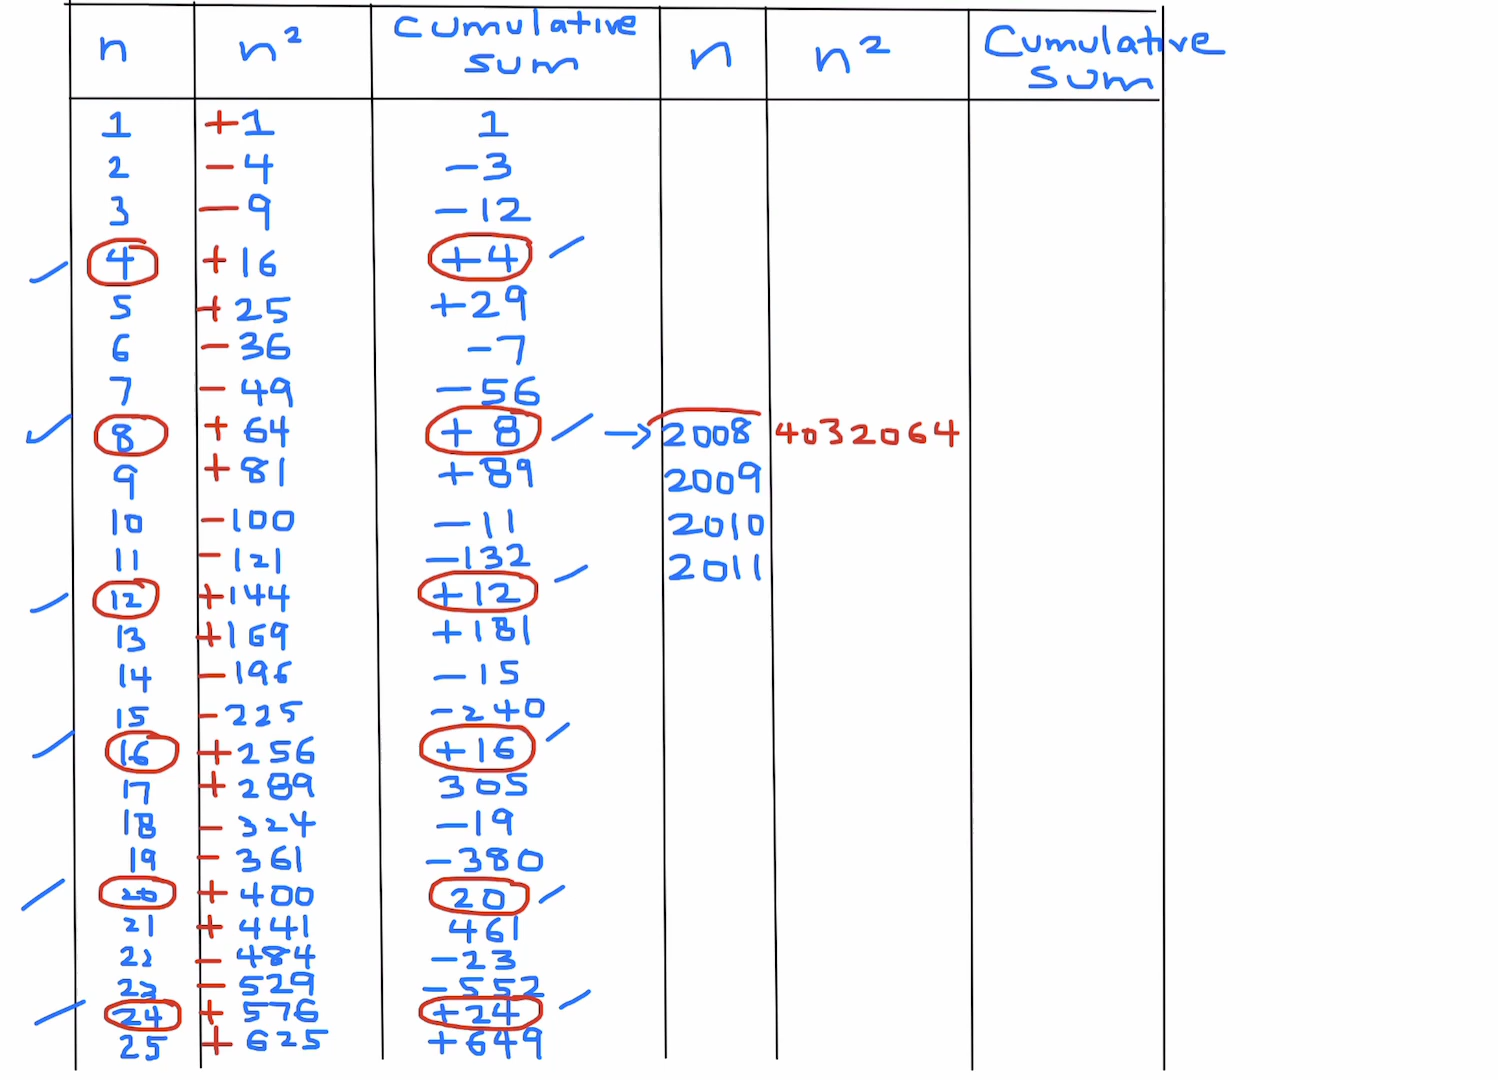 n n² cumulative sum n n² Cumulative sum
1 +1 1
2 -4 -3
3 -9 -12
4 +16 +4
5 +25 +29
6 -36 -7
7 -49 -56
8 +64 +8 → 2008 4032064
9 +81 +89 2009
10 -100 -11 2010
11 -121 -132 2011
12 +144 +12
13 +169 +181
14 -196 -15
15 -225 -240
16 +256 +16
17 +289 305
18 -324 -19
19 -361 -380
20 +400 20
21 +441 461
22 -484 -23
23 -529 -552
24 +576 +24
25 +625 +649